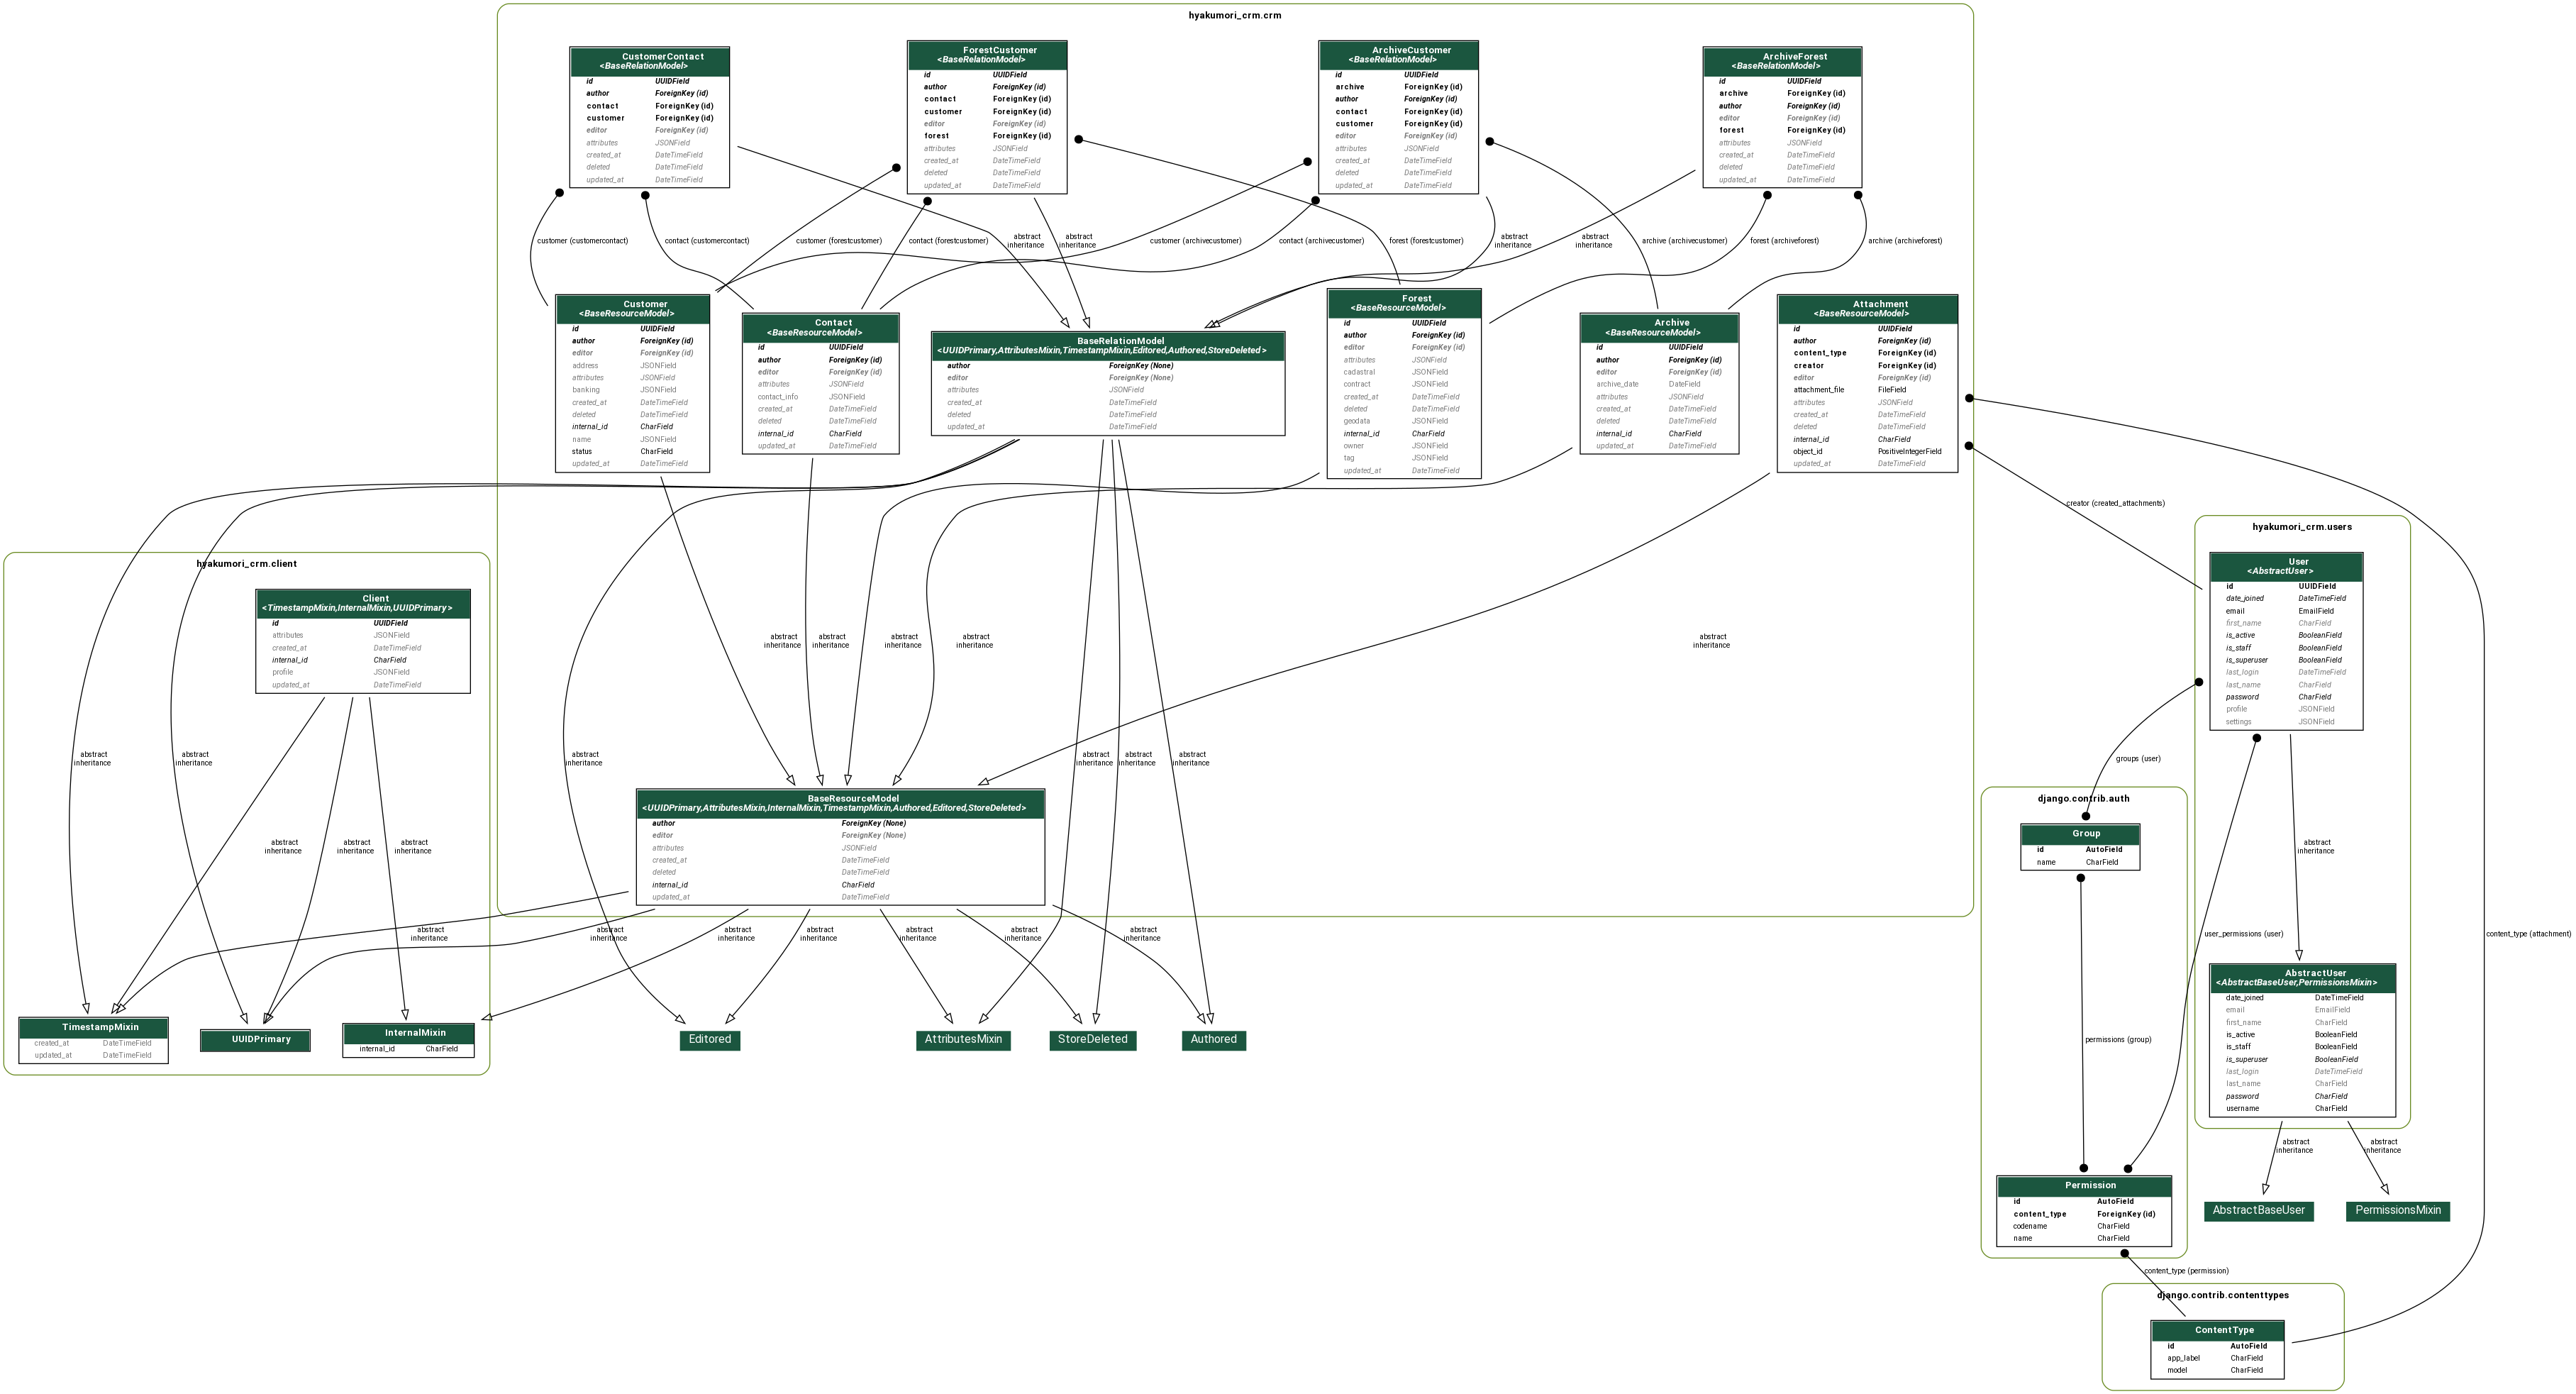 hyakumori_crm.crm
CustomerContact
<BaseRelationModel>
id UUIDField
author ForeignKey (id)
contact ForeignKey (id)
customer ForeignKey (id)
editor ForeignKey (id)
attributes JSONField
created_at DateTimeField
deleted DateTimeField
updated_at DateTimeField
ForestCustomer
<BaseRelationModel>
id UUIDField
author ForeignKey (id)
contact ForeignKey (id)
customer ForeignKey (id)
editor ForeignKey (id)
forest ForeignKey (id)
attributes JSONField
created_at DateTimeField
deleted DateTimeField
updated_at DateTimeField
ArchiveCustomer
<BaseRelationModel>
id UUIDField
archive ForeignKey (id)
author ForeignKey (id)
contact ForeignKey (id)
customer ForeignKey (id)
editor ForeignKey (id)
attributes JSONField
created_at DateTimeField
deleted DateTimeField
updated_at DateTimeField
ArchiveForest
<BaseRelationModel>
id UUIDField
archive ForeignKey (id)
author ForeignKey (id)
editor ForeignKey (id)
forest ForeignKey (id)
attributes JSONField
created_at DateTimeField
deleted DateTimeField
updated_at DateTimeField
customer (customercontact)
contact (customercontact)
customer (forestcustomer)
contact (forestcustomer)
abstract
inheritance
abstract
inheritance
customer (archivecustomer)
contact (archivecustomer)
forest (forestcustomer)
abstract
inheritance
abstract
inheritance
archive (archivecustomer)
forest (archiveforest)
archive (archiveforest)
Customer
<BaseResourceModel>
id UUIDField
author ForeignKey (id)
editor ForeignKey (id)
address JSONField
attributes JSONField
banking JSONField
created_at DateTimeField
deleted DateTimeField
internal_id CharField
name JSONField
status CharField
updated_at DateTimeField
Contact
<BaseResourceModel>
id UUIDField
author ForeignKey (id)
editor ForeignKey (id)
attributes JSONField
contact_info JSONField
created_at DateTimeField
deleted DateTimeField
internal_id CharField
updated_at DateTimeField
BaseRelationModel
<UUIDPrimary,AttributesMixin,TimestampMixin,Editored,Authored,StoreDeleted>
author ForeignKey (None)
editor ForeignKey (None)
attributes JSONField
created_at DateTimeField
deleted DateTimeField
updated_at DateTimeField
Forest
<BaseResourceModel>
id UUIDField
author ForeignKey (id)
editor ForeignKey (id)
attributes JSONField
cadastral JSONField
contract JSONField
created_at DateTimeField
deleted DateTimeField
geodata JSONField
internal_id CharField
owner JSONField
tag JSONField
updated_at DateTimeField
Archive
<BaseResourceModel>
id UUIDField
author ForeignKey (id)
editor ForeignKey (id)
archive_date DateField
attributes JSONField
created_at DateTimeField
deleted DateTimeField
internal_id CharField
updated_at DateTimeField
Attachment
<BaseResourceModel>
id UUIDField
author ForeignKey (id)
content_type ForeignKey (id)
creator ForeignKey (id)
editor ForeignKey (id)
attachment_file FileField
attributes JSONField
created_at DateTimeField
deleted DateTimeField
internal_id CharField
object_id PositiveIntegerField
updated_at DateTimeField
creator (created_attachments)
hyakumori_crm.users
User
<AbstractUser>
id UUIDField
date_joined DateTimeField
email EmailField
first_name CharField
is_active BooleanField
is_staff BooleanField
is_superuser BooleanField
last_login DateTimeField
last_name CharField
password CharField
profile JSONField
settings JSONField
hyakumori_crm.client
Client
<TimestampMixin,InternalMixin,UUIDPrimary>
id UUIDField
attributes JSONField
created_at DateTimeField
internal_id CharField
profile JSONField
updated_at DateTimeField
abstract
inheritance
abstract
inheritance
abstract
inheritance
abstract
inheritance
abstract
inheritance
abstract
inheritance
abstract
inheritance
abstract
inheritance
abstract
inheritance
abstract
inheritance
abstract
inheritance
groups (user)
BaseResourceModel
<UUIDPrimary,AttributesMixin,InternalMixin,TimestampMixin,Authored,Editored,StoreDeleted>
author ForeignKey (None)
editor ForeignKey (None)
attributes JSONField
created_at DateTimeField
deleted DateTimeField
internal_id CharField
updated_at DateTimeField
django.contrib.auth
Group
id AutoField
name CharField
abstract
inheritance
abstract
inheritance
abstract
inheritance
abstract
inheritance
abstract
inheritance
abstract
inheritance
abstract
inheritance
abstract
inheritance
abstract
inheritance
abstract
inheritance
abstract
inheritance
user_permissions (user)
content_type (attachment)
TimestampMixin
created_at DateTimeField
updated_at DateTimeField
UUIDPrimary
InternalMixin
internal_id CharField
Editored
AttributesMixin
StoreDeleted
Authored
permissions (group)
AbstractUser
<AbstractBaseUser,PermissionsMixin>
date_joined DateTimeField
email EmailField
first_name CharField
is_active BooleanField
is_staff BooleanField
is_superuser BooleanField
last_login DateTimeField
last_name CharField
password CharField
username CharField
abstract
inheritance
abstract
inheritance
Permission
id AutoField
content_type ForeignKey (id)
codename CharField
name CharField
AbstractBaseUser
PermissionsMixin
content_type (permission)
django.contrib.contenttypes
ContentType
id AutoField
app_label CharField
model CharField